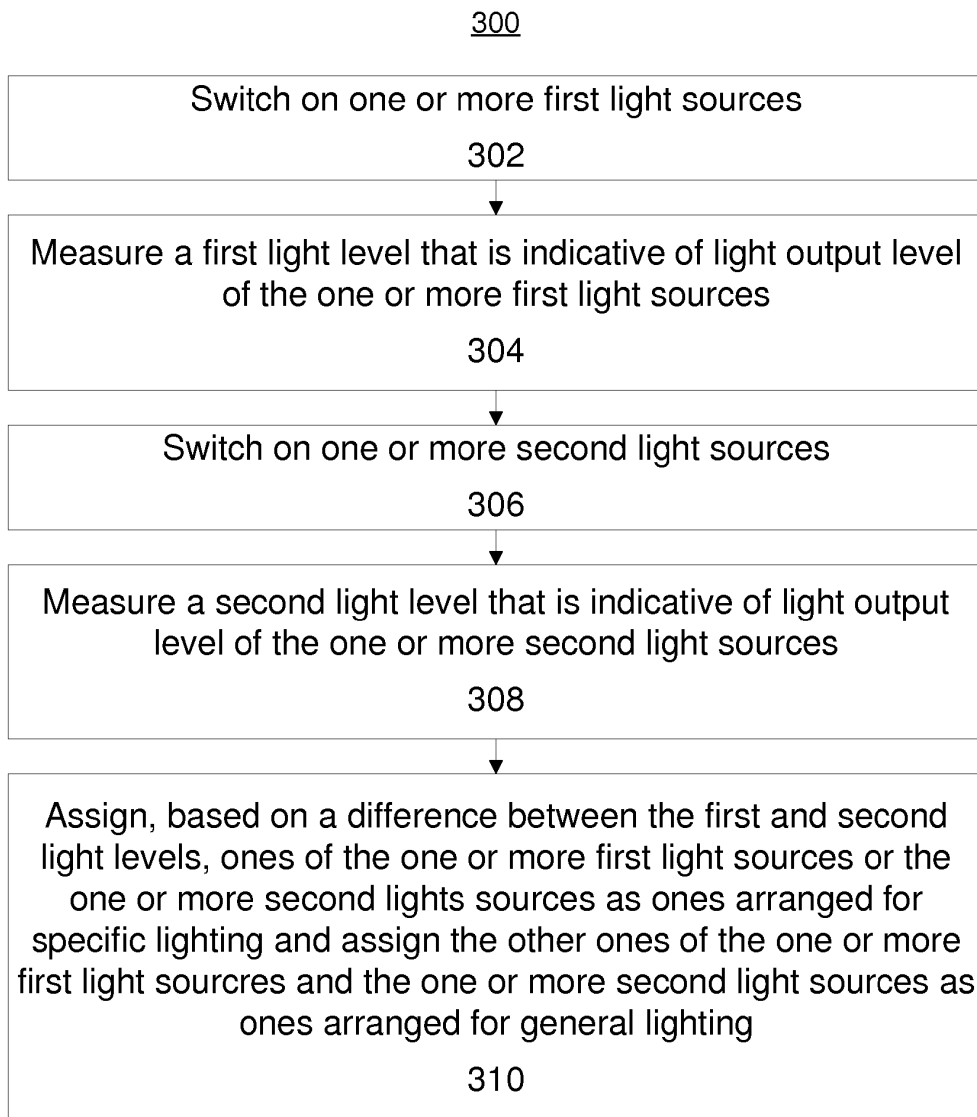 300
Switch on one or more first light sources
302
Measure a first light level that is indicative of light output level
of the one or more first light sources
304
Switch on one or more second light sources
306
Measure a second light level that is indicative of light output
level of the one or more second light sources
308
Assign, based on a difference between the first and second
light levels, ones of the one or more first light sources or the
one or more second lights sources as ones arranged for
specific lighting and assign the other ones of the one or more
first light sourcres and the one or more second light sources as
ones arranged for general lighting
310